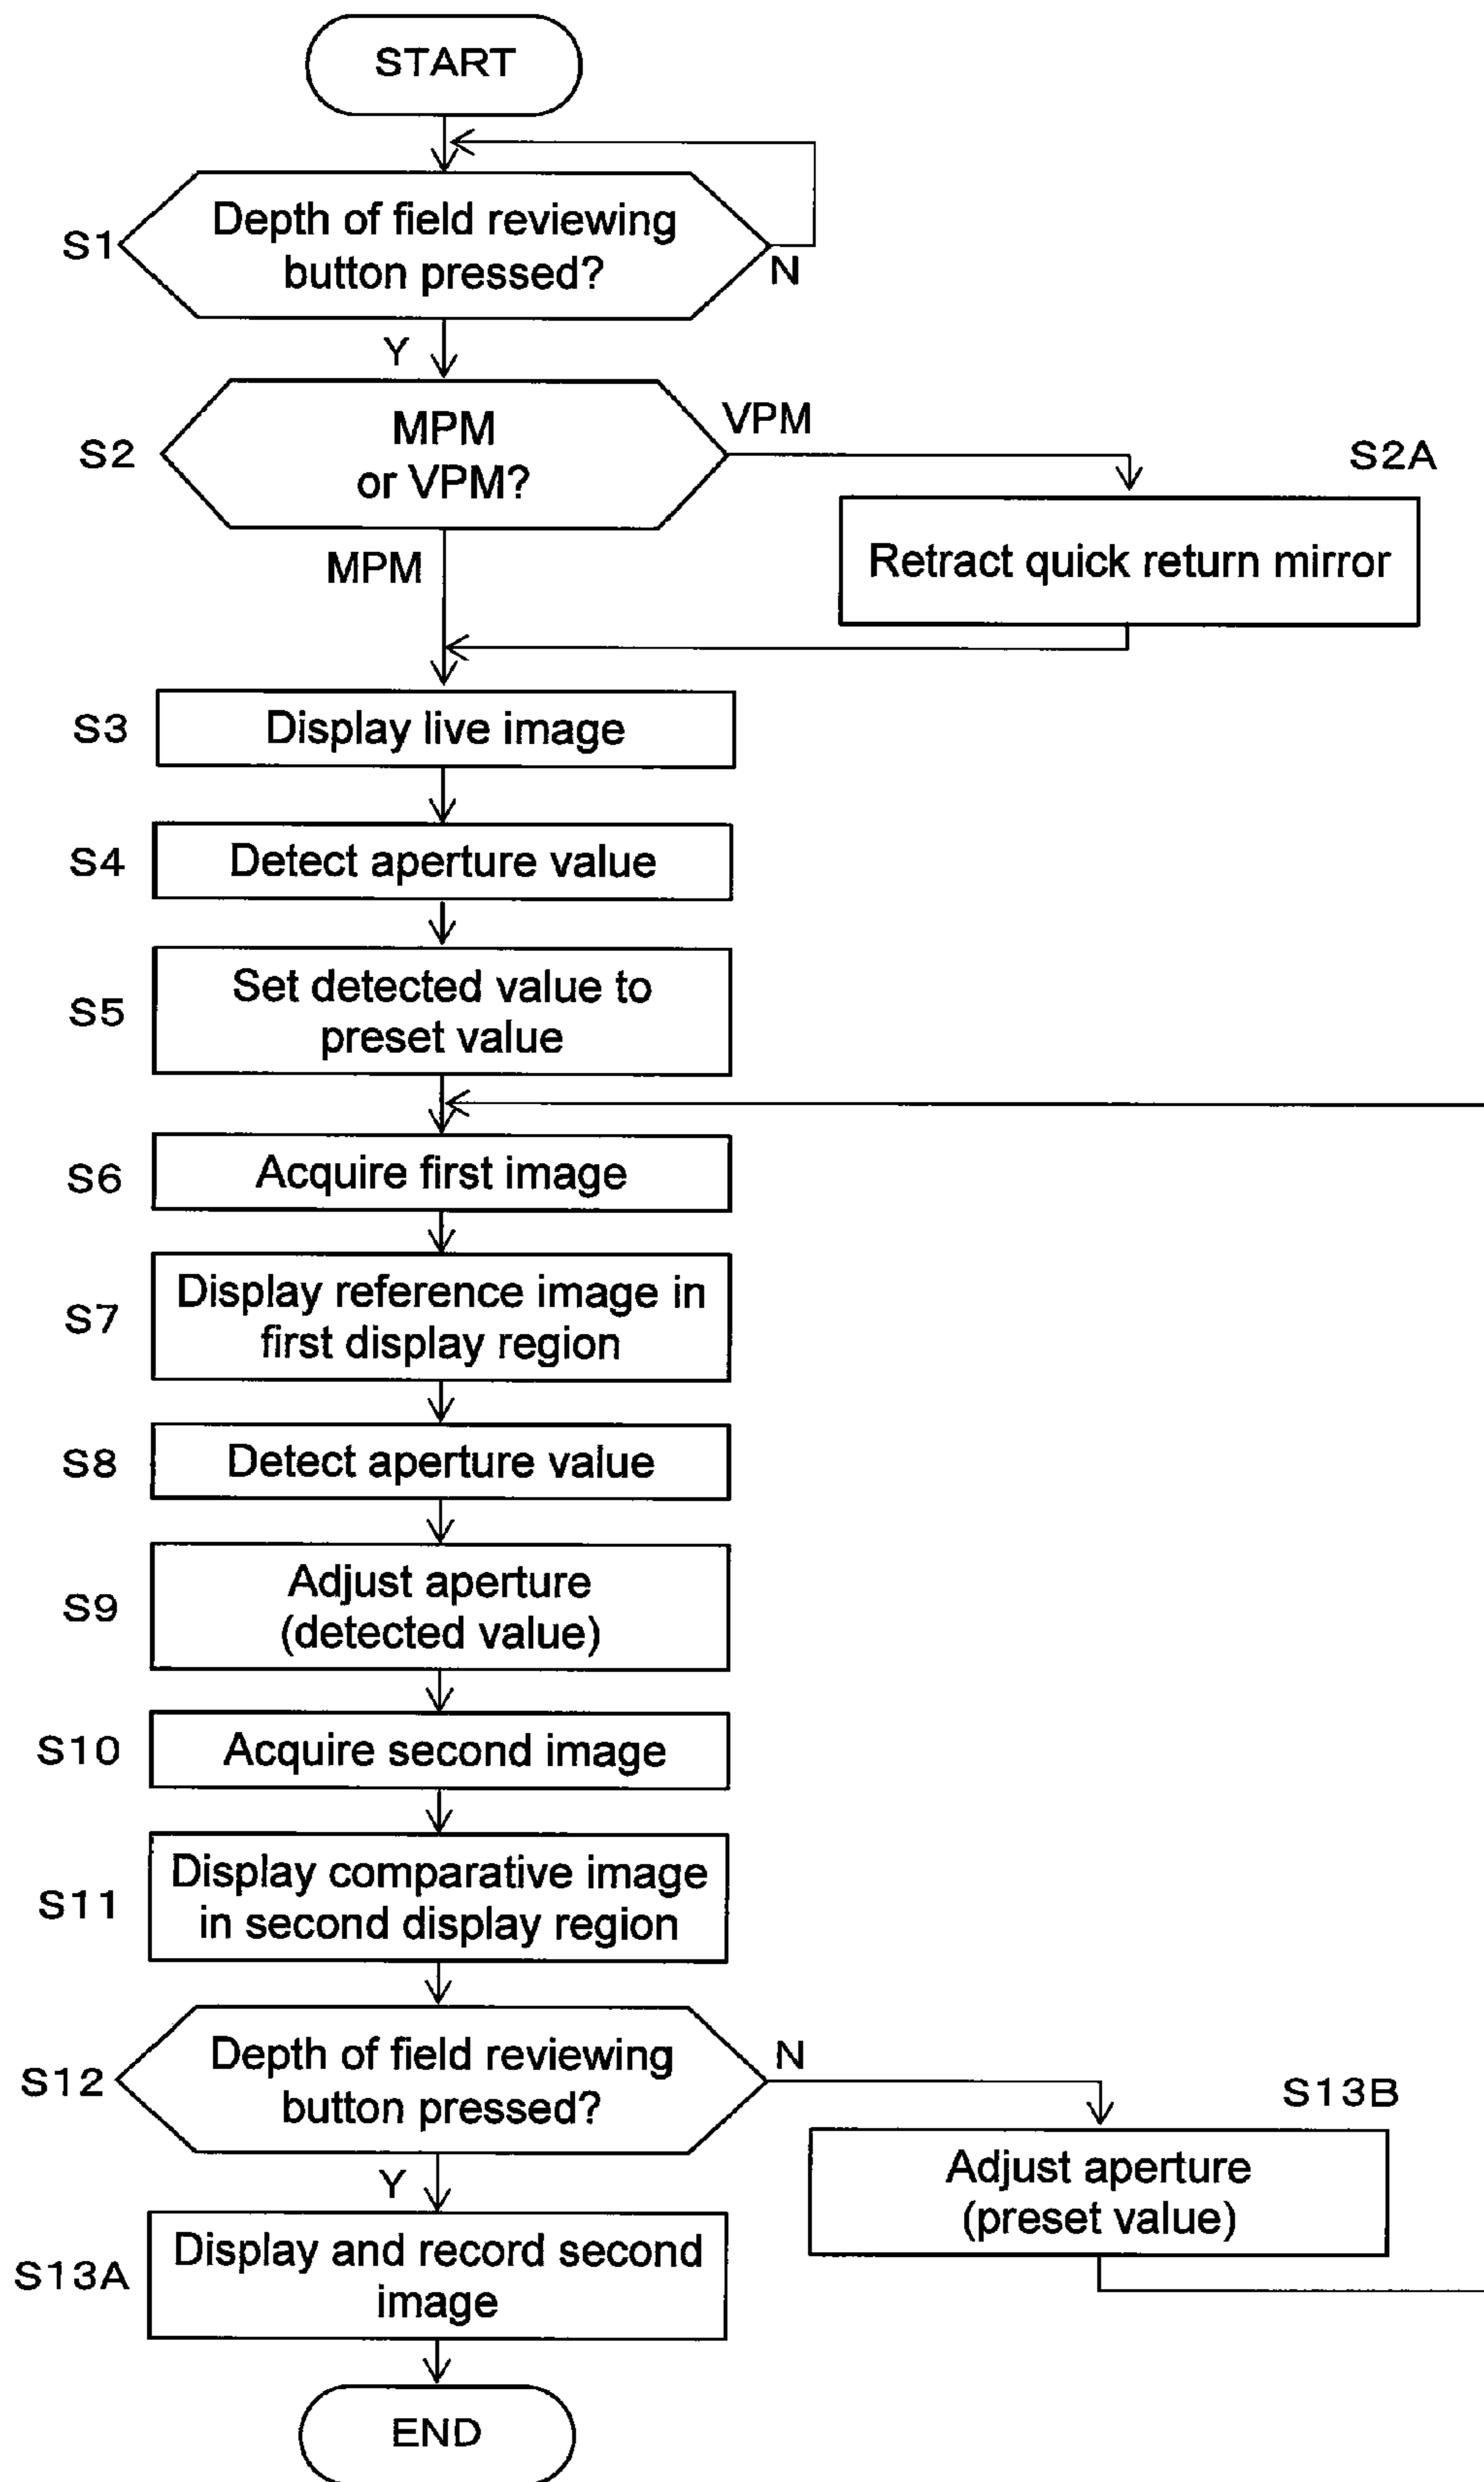 START
S1
Depth of field reviewing
button pressed?
N
Y
S2
MPM
or VPM?
VPM
MPM
S2A
Retract quick return mirror
S3
Display live image
S4
Detect aperture value
S5
Set detected value to
preset value
S6
Acquire first image
S7
Display reference image in
first display region
S8
Detect aperture value
S9
Adjust aperture
(detected value)
S10
Acquire second image
S11
Display comparative image
in second display region
S12
Depth of field reviewing
button pressed?
N
Y
S13B
Adjust aperture
(preset value)
S13A
Display and record second
image
END